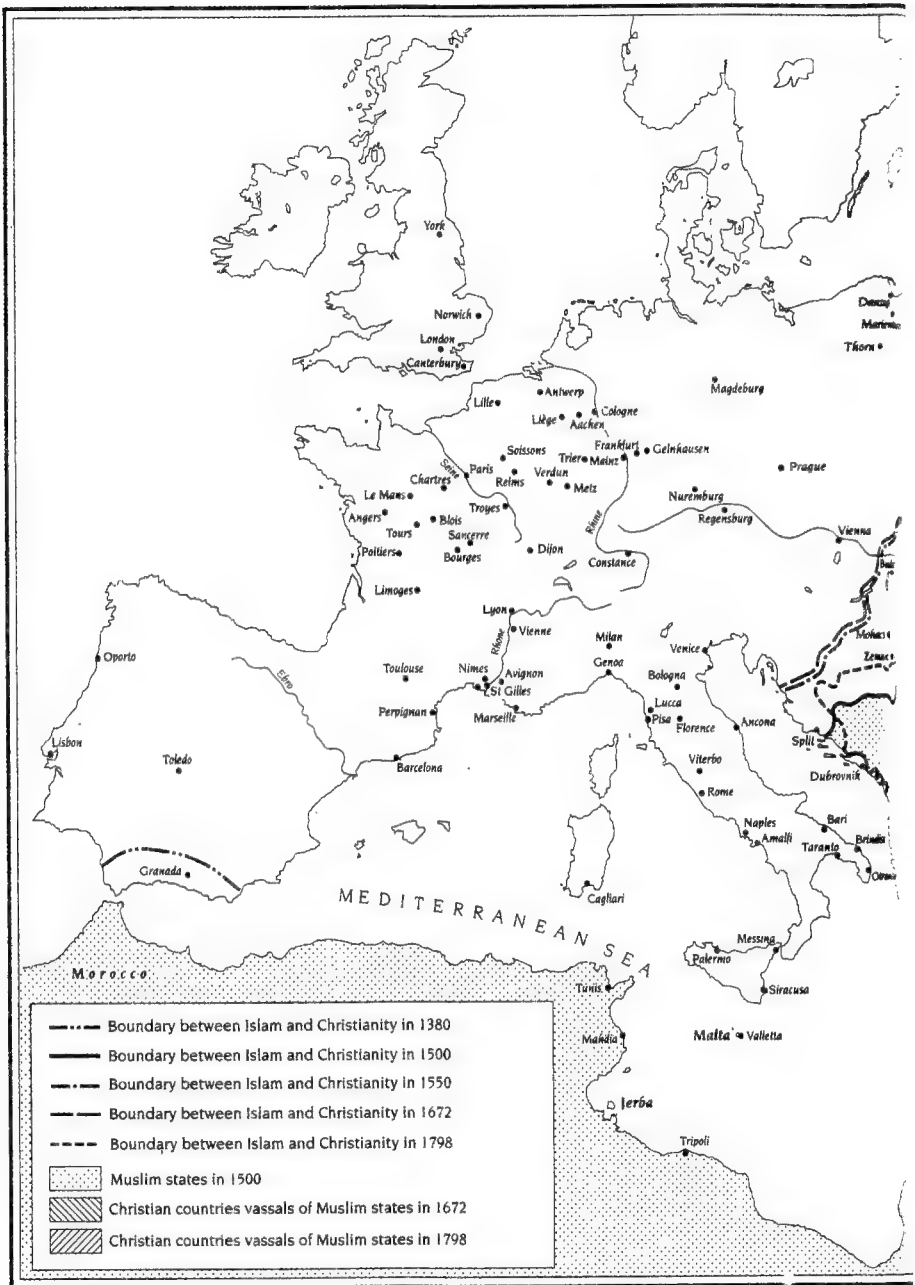 York
Norwich
London
Canterbury
Thorn
Magdeburg
Antwerp
Lille
Cologne
Liège
Aachen
Soissons
Frankfurt
Gelnhausen
Trier
Mainz
Seine
Paris
Reims
Verdun
Metz
Prague
Chartres
Le Mans
Nuremburg
Troyes
Rhine
Regensburg
Angers
Blois
Tours
Sancerre
Vienna
Poitiers
Bourges
Dijon
Constance
Limoges
Lyon
Vienne
Rhone
Milan
Venice
Oporto
Ebro
Toulouse
Nimes
Avignon
Genoa
Bologna
St Gilles
Perpignan
Marseille
Lucca
Pisa
Florence
Ancona
Split
Lisbon
Toledo
Barcelona
Viterbo
Dubrovnik
Rome
Naples
Amalfi
Bari
Taranto
Granada
Cagliari
MEDITERRANEAN SEA
Messina
Palermo
Morocco
Tunis
Siracusa
Mahdia
Malta
Valletta
Jerba
Tripoli
Boundary between Islam and Christianity in 1380
Boundary between Islam and Christianity in 1500
Boundary between Islam and Christianity in 1550
Boundary between Islam and Christianity in 1672
Boundary between Islam and Christianity in 1798
Muslim states in 1500
Christian countries vassals of Muslim states in 1672
Christian countries vassals of Muslim states in 1798